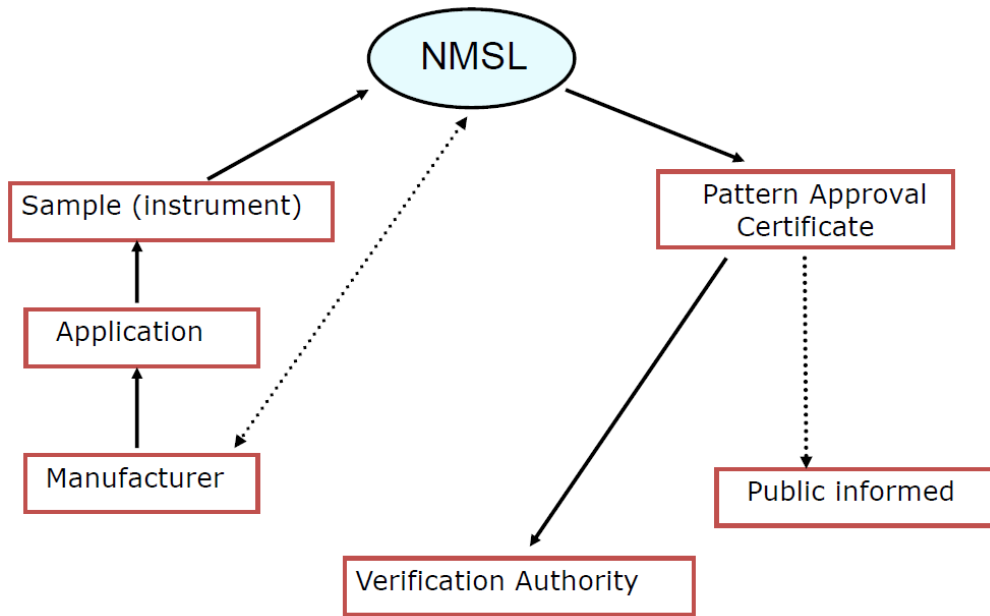 NMSL
Sample (instrument)
Pattern Approval
Certificate
Application
Manufacturer
Public informed
Verification Authority